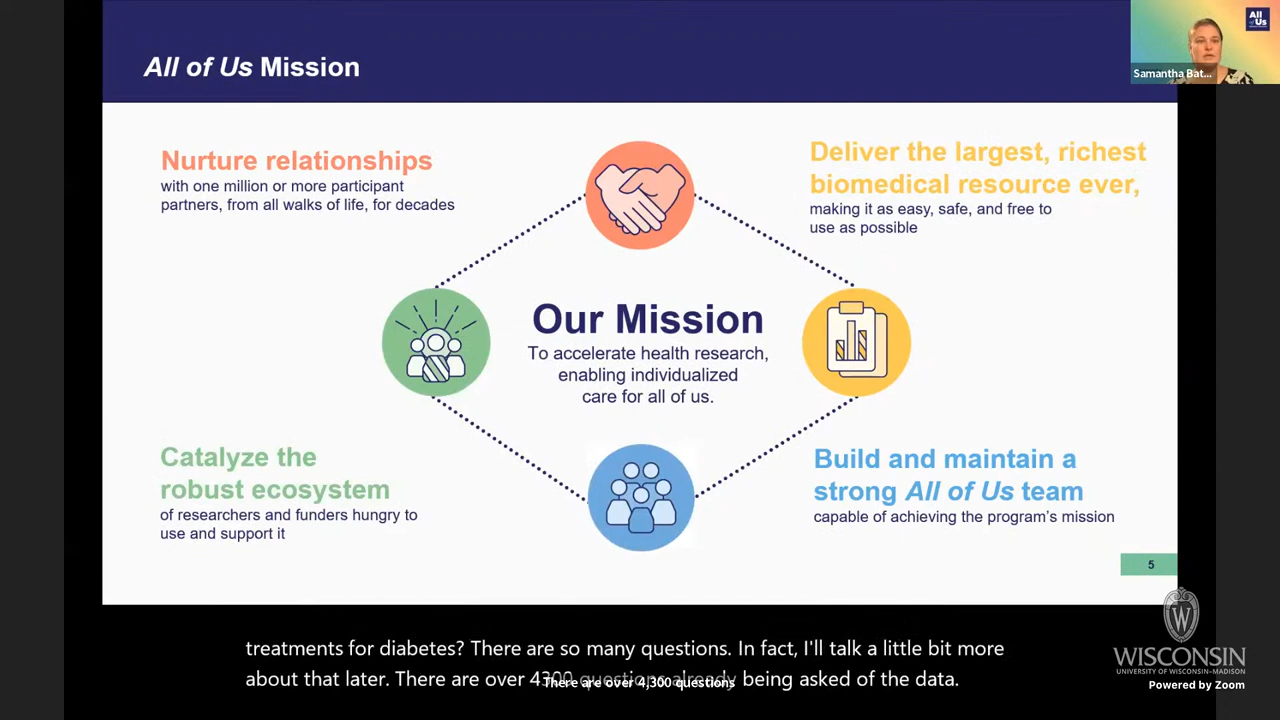 All of Us Mission
All
of Us
Samantha Bat...
Nurture relationships
with one million or more participant
partners, from all walks of life, for decades
Deliver the largest, richest
biomedical resource ever,
making it as easy, safe, and free to
use as possible
Our Mission
To accelerate health research,
enabling individualized
care for all of us.
Catalyze the
robust ecosystem
of researchers and funders hungry to
use and support it
Build and maintain a
strong All of Us team
capable of achieving the program's mission
5
treatments for diabetes? There are so many questions. In fact, I'll talk a little bit more
about that later. There are over 4300 questions already being asked of the data.
There are over 4,300 questions
W
WISCONSIN
UNIVERSITY OF WISCONSIN–MADISON
Powered by Zoom